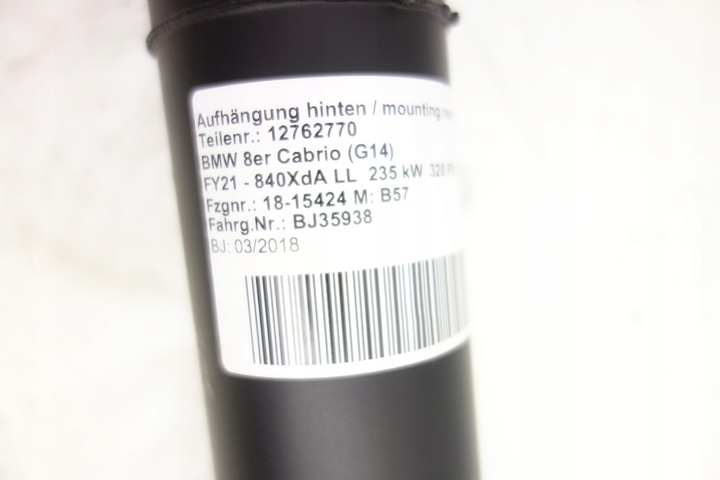 Aufhängung hinten / mounting
Teilenr.: 12762770
BMW 8er Cabrio (G14)
FY21 - 840XdA LL 235 kW 320
Fzgnr.: 18-15424 M: B57
Fahrg.Nr.: BJ35938
BJ: 03/2018